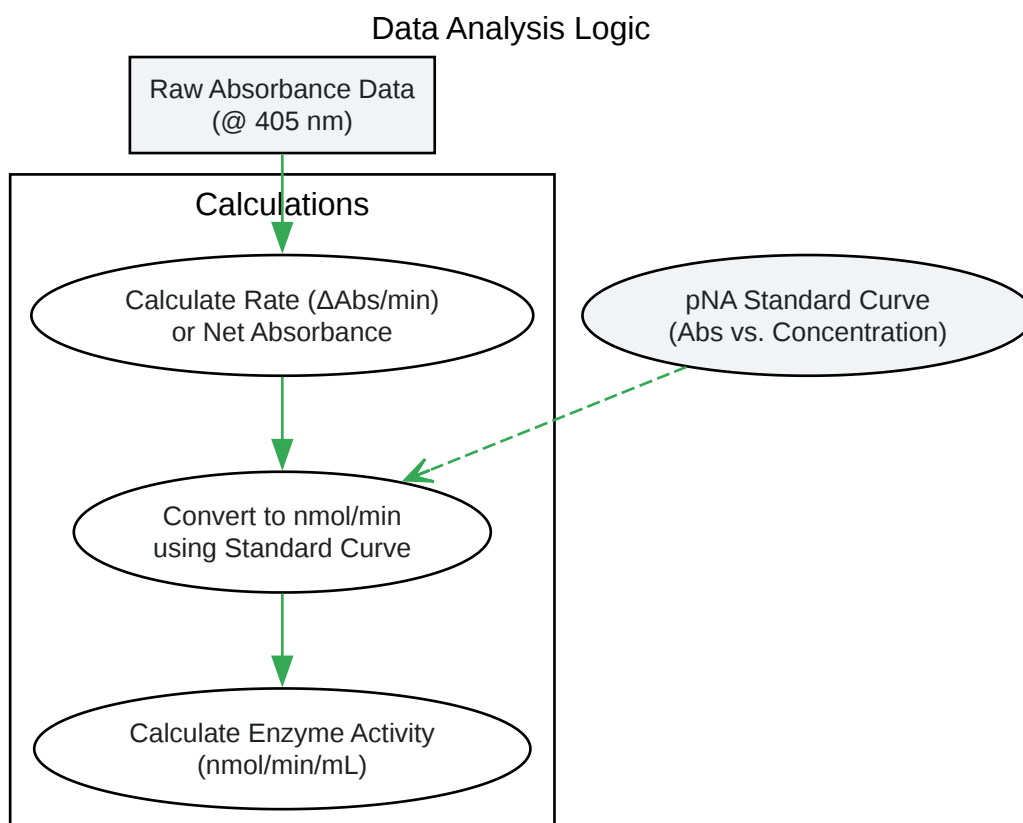 Data Analysis Logic
Raw Absorbance Data
(@ 405 nm)
Calculations
Calculate Rate (ΔAbs/min)
or Net Absorbance
pNA Standard Curve
(Abs vs. Concentration)
Convert to nmol/min
using Standard Curve
Calculate Enzyme Activity
(nmol/min/mL)